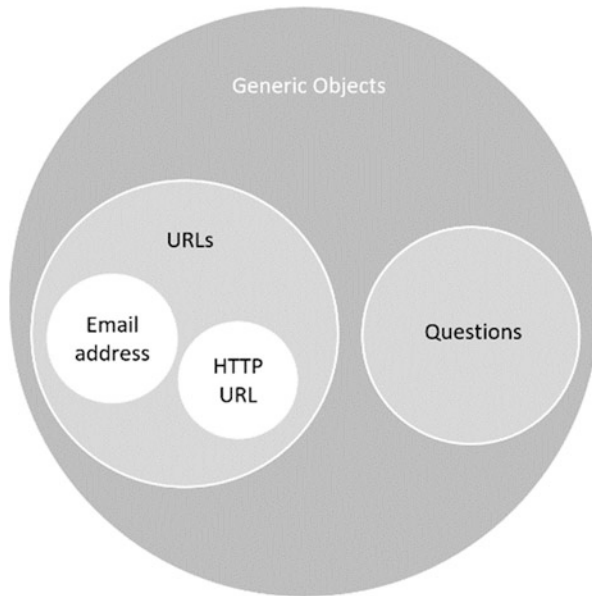 Generic Objects
URLs
Email
address
HTTP
URL
Questions